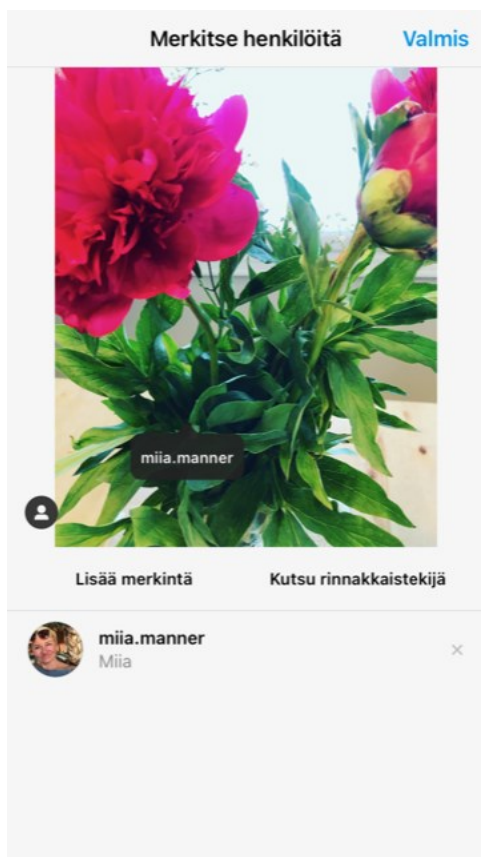 Merkitse henkilöitä Valmis
miia.manner
Lisää merkintä Kutsu rinnakkaistekijä
miia.manner
Miia